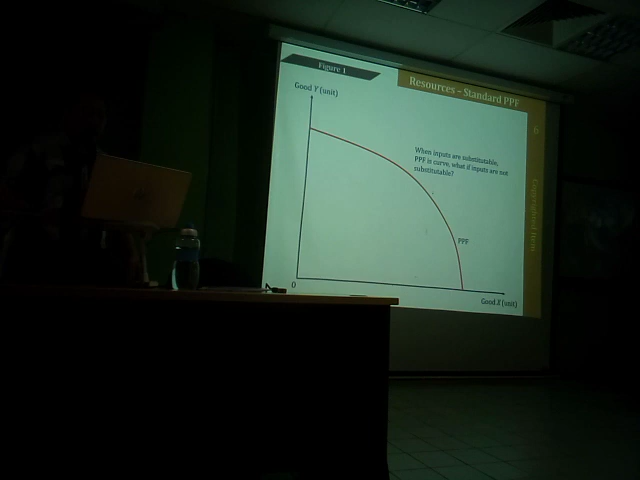 Figure 1
Resources – Standard PPF
6
Good Y (unit)
When inputs are substitutable,
PPF is curve, what if inputs are not
substitutable?
PPF
0
Good X (unit)